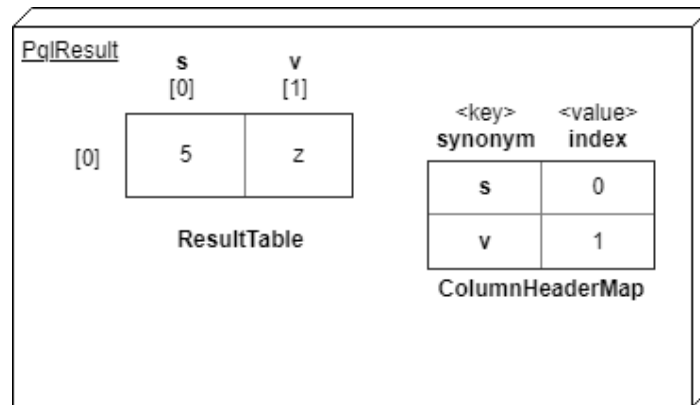 PqlResult
s v
[0] [1]
[0] 5 z
ResultTable
<key> <value>
synonym index
s 0
v 1
ColumnHeaderMap